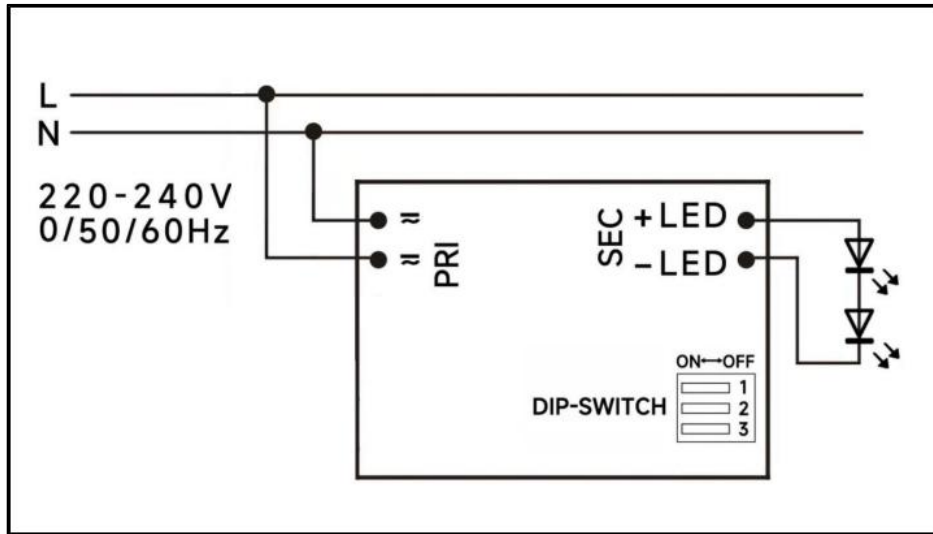 L
N
220-240V
0/50/60Hz
≂
≂
PRI
SEC
+LED
-LED
ON↔OFF
DIP-SWITCH
1
2
3